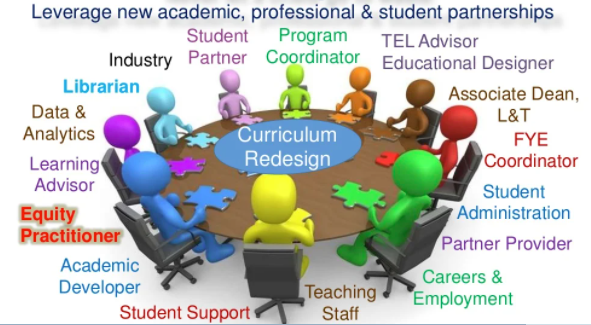 Leverage new academic, professional & student partnerships
Student
Partner
Program
Coordinator
TEL Advisor
Educational Designer
Industry
Librarian
Associate Dean,
L&T
Data &
Analytics
Curriculum
Redesign
FYE
Coordinator
Learning
Advisor
Student
Administration
Equity
Practitioner
Partner Provider
Academic
Developer
Careers &
Employment
Teaching
Staff
Student Support